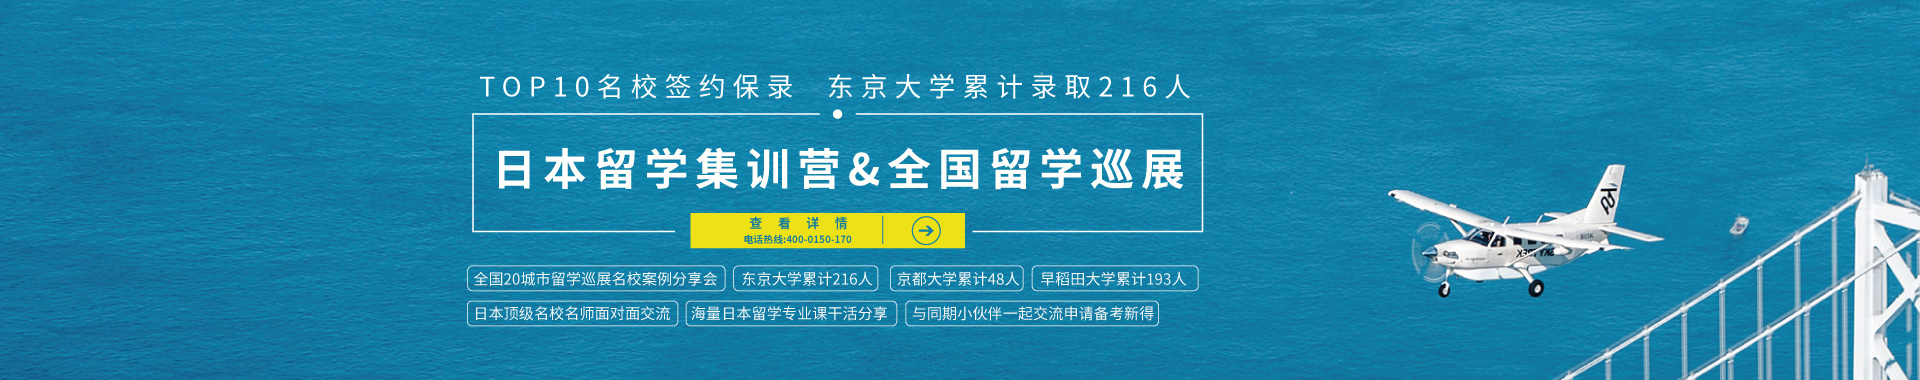 TOP10名校签约保录 东京大学累计录取216人
日本留学集训营&全国留学巡展
查看详情
电话热线:400-0150-170
全国20城市留学巡展名校案例分享会 东京大学累计216人 京都大学累计48人 早稻田大学累计193人
日本顶级名校名师面对面交流 海量日本留学专业课干活分享 与同期小伙伴一起交流申请备考新得